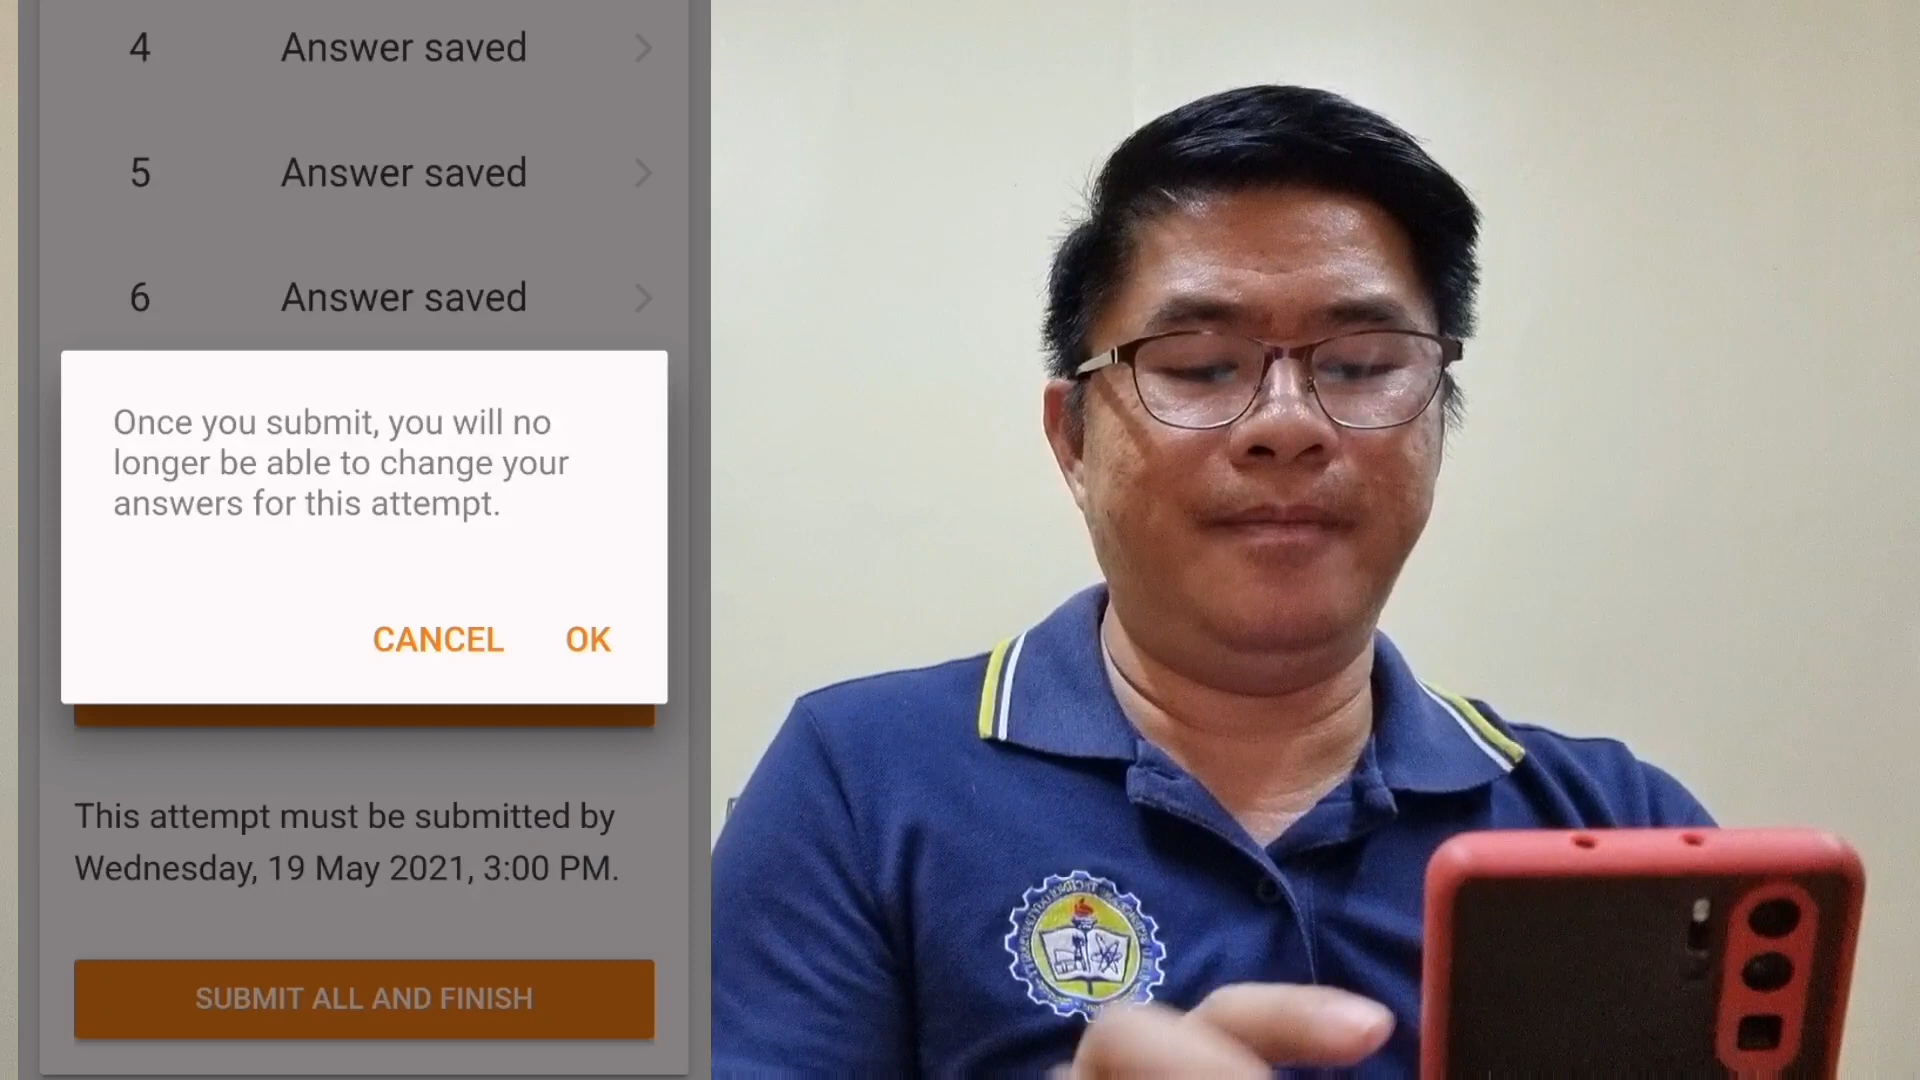 4 Answer saved
5 Answer saved
6 Answer saved
Once you submit, you will no
longer be able to change your
answers for this attempt.
CANCEL OK
This attempt must be submitted by
Wednesday, 19 May 2021, 3:00 PM.
SUBMIT ALL AND FINISH